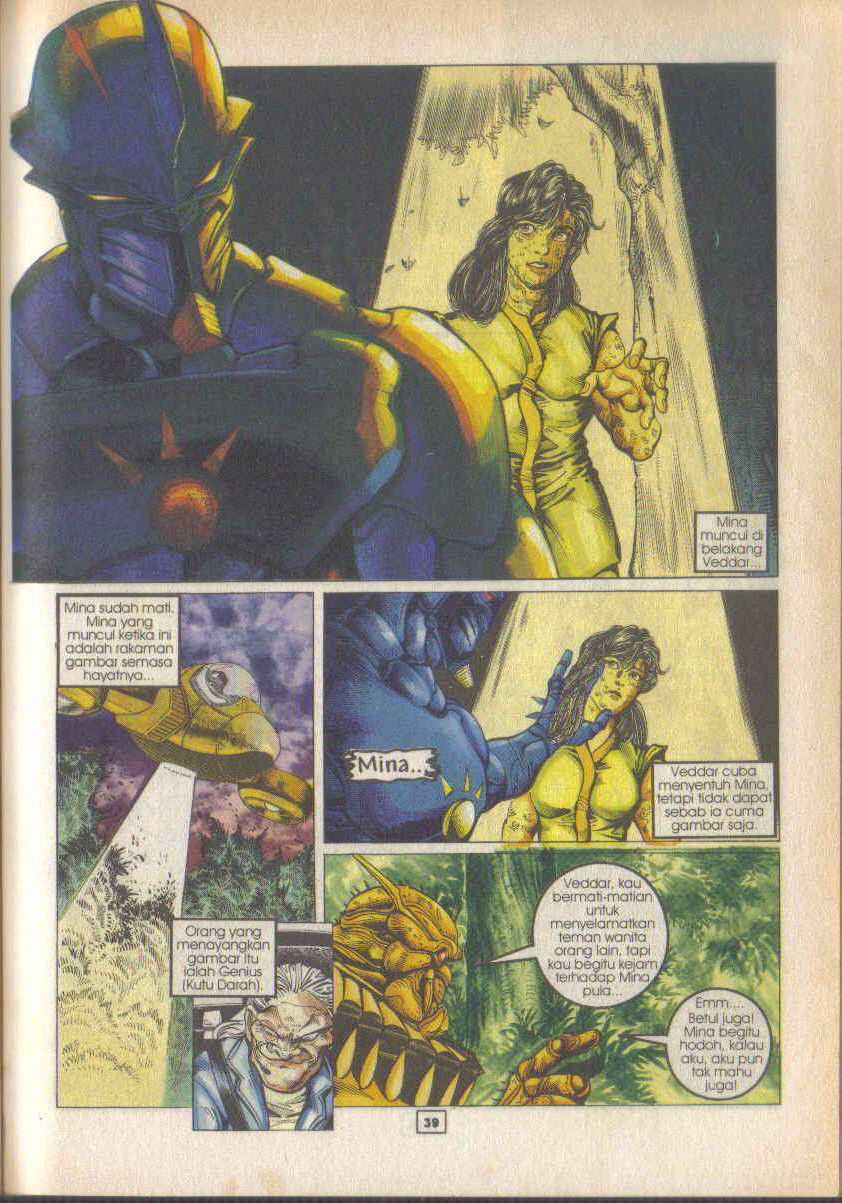 Mina
muncul di
belakang
Veddar...
Mina sudah mati.
Mina yang
muncul ketika ini
adalah rakaman
gambar semasa
hayatnya...
Mina...
Veddar cuba
menyentuh Mina,
tetapi tidak dapat
sebab ia cuma
gambar saja.
Orang yang
menayangkan
gambar itu
ialah Genius
(Kutu Darah).
Veddar, kau
bermati-matian
untuk
menyelamatkan
teman wanita
orang lain, tapi
kau begitu kejam
terhadap Mina
pula...
Emm....
Betul juga!
Mina begitu
hodoh, kalau
aku, aku pun
tak mahu
juga!
39